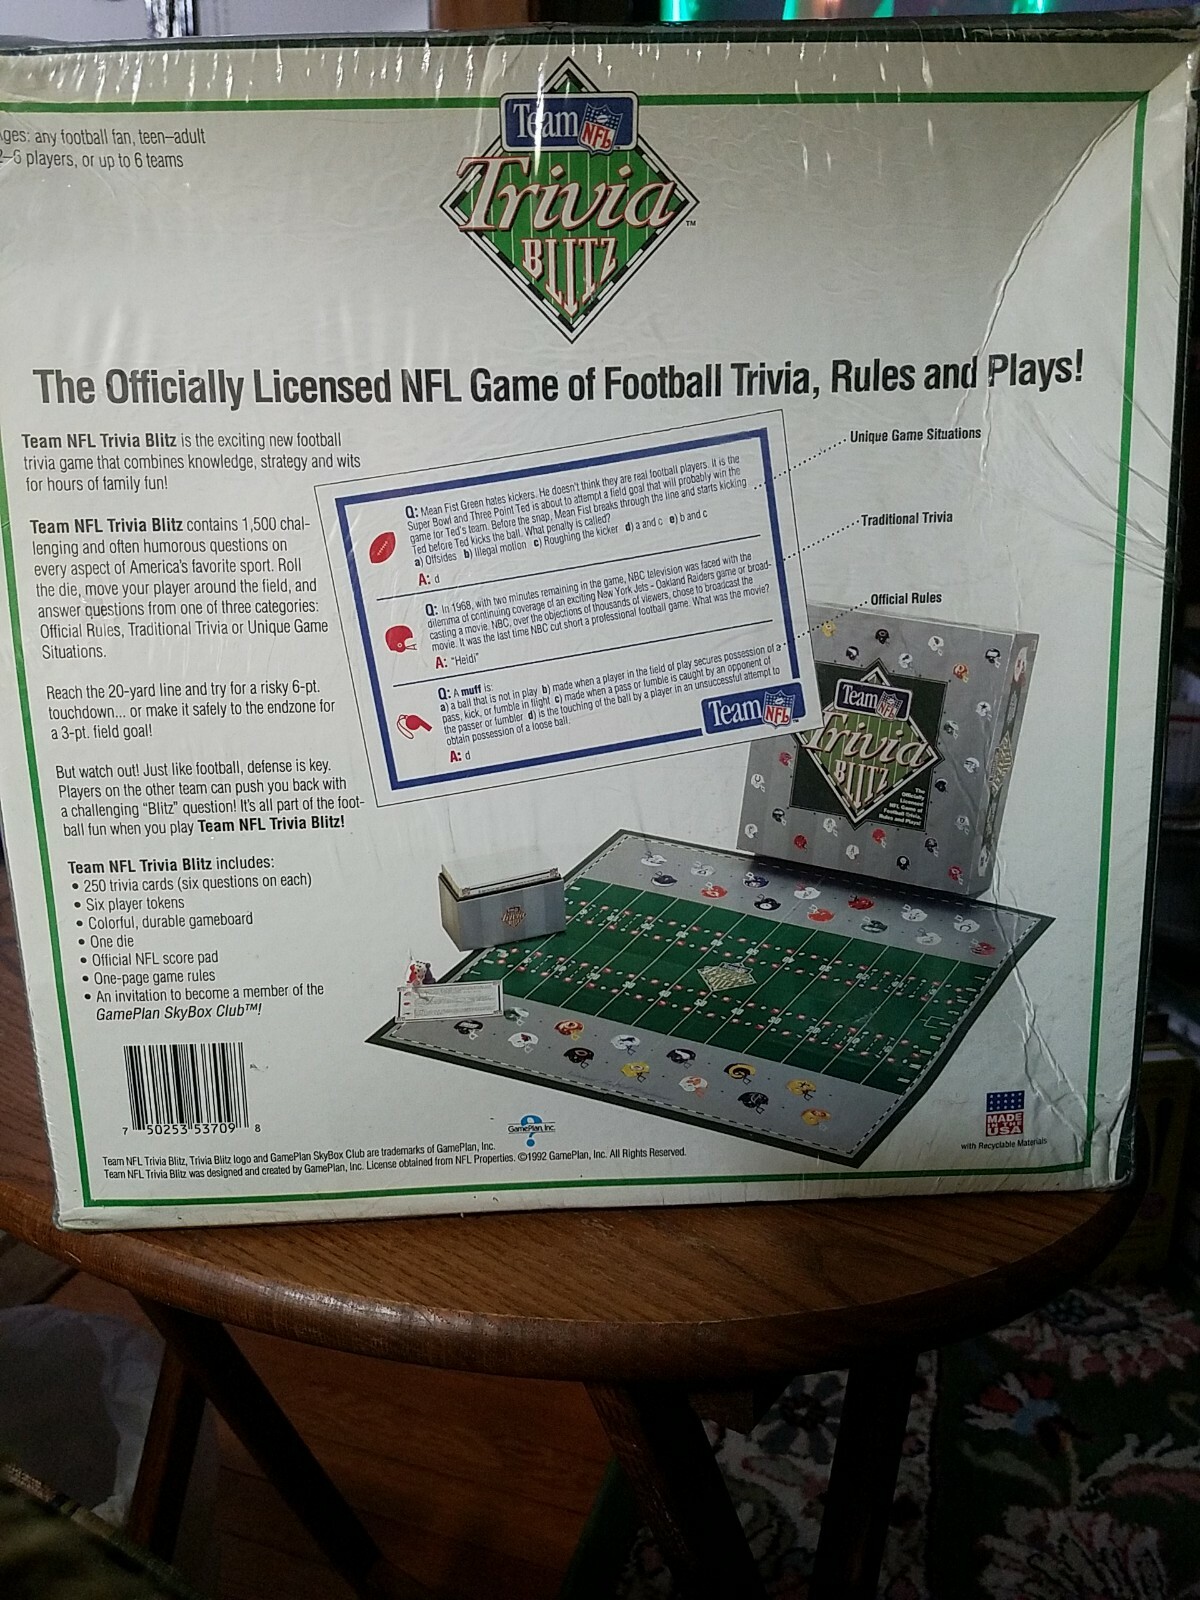 ges: any football fan, teen–adult
2–6 players, or up to 6 teams
Team NFL
Trivia™
BLITZ
The Officially Licensed NFL Game of Football Trivia, Rules and Plays!
Team NFL Trivia Blitz is the exciting new football
trivia game that combines knowledge, strategy and wits
for hours of family fun!
Team NFL Trivia Blitz contains 1,500 chal-
lenging and often humorous questions on
every aspect of America's favorite sport. Roll
the die, move your player around the field, and
answer questions from one of three categories:
Official Rules, Traditional Trivia or Unique Game
Situations.
Reach the 20-yard line and try for a risky 6-pt.
touchdown... or make it safely to the endzone for
a 3-pt. field goal!
But watch out! Just like football, defense is key.
Players on the other team can push you back with
a challenging "Blitz" question! It's all part of the foot-
ball fun when you play Team NFL Trivia Blitz!
Team NFL Trivia Blitz includes:
• 250 trivia cards (six questions on each)
• Six player tokens
• Colorful, durable gameboard
• One die
• Official NFL score pad
• One-page game rules
• An invitation to become a member of the
GamePlan SkyBox Club™!
Q: Mean Fist Green hates kickers. He doesn't think they are real football players. It is the
Super Bowl and Three Point Ted is about to attempt a field goal that will probably win the
game for Ted's team. Before the snap, Mean Fist breaks through the line and starts kicking
Ted before Ted kicks the ball. What penalty is called?
a) Offsides b) Illegal motion c) Roughing the kicker d) a and c e) b and c
A: d
Q: In 1968, with two minutes remaining in the game, NBC television was faced with the
dilemma of continuing coverage of an exciting New York Jets - Oakland Raiders game or broad-
casting a movie. NBC, over the objections of thousands of viewers, chose to broadcast the
movie. It was the last time NBC cut short a professional football game. What was the movie?
A: "Heidi"
Q: A muff is:
a) a ball that is not in play b) made when a player in the field of play secures possession of a
pass, kick, or fumble in flight c) made when a pass or fumble is caught by an opponent of
the passer or fumbler d) is the touching of the ball by a player in an unsuccessful attempt to
obtain possession of a loose ball.
A: d
Team NFL
Unique Game Situations
Traditional Trivia
Official Rules
Team NFL
Trivia
BLITZ
The
Officially
Licensed
NFL Game of
Football Trivia,
Rules and Plays!
7 50253 53709 8
GamePlan, Inc.
MADE
IN THE
USA
with Recyclable Materials
Team NFL Trivia Blitz, Trivia Blitz logo and GamePlan SkyBox Club are trademarks of GamePlan, Inc.
Team NFL Trivia Blitz was designed and created by GamePlan, Inc. License obtained from NFL Properties. ©1992 GamePlan, Inc. All Rights Reserved.